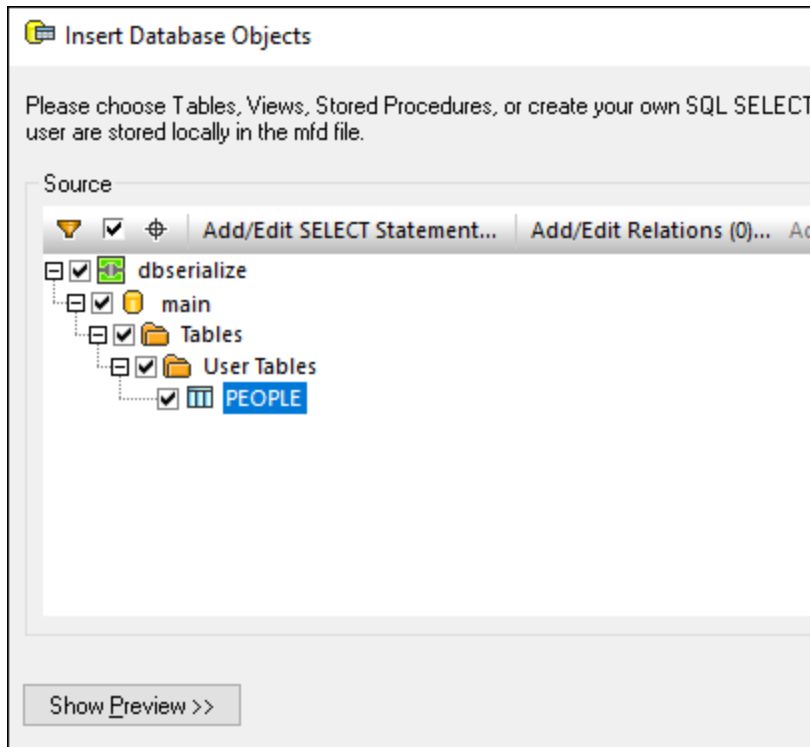 Insert Database Objects
Please choose Tables, Views, Stored Procedures, or create your own SQL SELECT
user are stored locally in the mfd file.
Source
Add/Edit SELECT Statement... Add/Edit Relations (0)... Ad
dbserialize
main
Tables
User Tables
PEOPLE
Show Preview >>